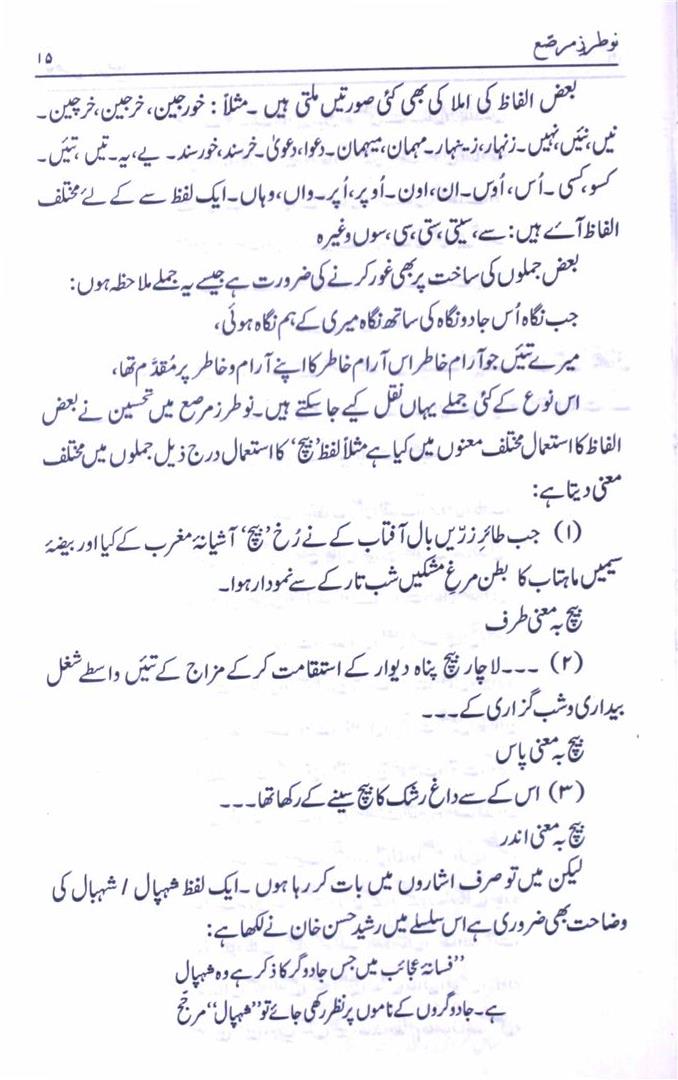 نو طرزِ مرصّع
۱۵
بعض الفاظ کی املا کی بھی کئی صورتیں ملتی ہیں ۔ مثلاً : خورجین، خرجین، خرچین۔
نیں، نئیں، نہیں۔ زنہار، زینہار۔ مہمان، میہمان۔ دعوا، دعویٰ۔ خرسند، خورسند۔ یے، یہ۔ تیں، تئیں۔
کسو، کسی۔ اُس، اوُس۔ ان، اون۔ اُوپر، اُپر۔ واں، وہاں۔ ایک لفظ سے کے لئے مختلف
الفاظ آے ہیں: سے، سیتی، ستی، سی، سوں وغیرہ
بعض جملوں کی ساخت پر بھی غور کرنے کی ضرورت ہے جیسے یہ جملے ملاحظہ ہوں:
جب نگاہ اُس جادو نگاہ کی ساتھ نگاہ میری کے ہم نگاہ ہوئی،
میرے تئیں جو آرام خاطر اس آرام خاطر کا اپنے آرام و خاطر پر مُقدّم تھا،
اس نوع کے کئی جملے یہاں نقل کیے جا سکتے ہیں۔ نو طرز مرصع میں تحسین نے بعض
الفاظ کا استعمال مختلف معنوں میں کیا ہے مثلاً لفظ ’بیچ‘ کا استعمال درج ذیل جملوں میں مختلف
معنی دیتا ہے:
(۱) جب طائرِ زرّیں بال آفتاب کے نے رُخ ’بیچ‘ آشیانۂ مغرب کے کیا اور بیضۂ
سیمیں ماہتاب کا بطن مرغِ مشکیں شب تار کے سے نمودار ہوا۔
بیچ بہ معنی طرف
(۲) ۔۔۔ لاچار بیچ پناہ دیوار کے استقامت کر کے مزاج کے تئیں واسطے شغل
بیداری و شب گزاری کے۔۔۔
بیچ بہ معنی پاس
(۳) اس کے سے داغ رشک کا بیچ سینے کے رکھا تھا۔۔۔
بیچ بہ معنی اندر
لیکن میں تو صرف اشاروں میں بات کر رہا ہوں ۔ ایک لفظ شہپال / شہبال کی
وضاحت بھی ضروری ہے اس سلسلے میں رشید حسن خان نے لکھا ہے:
”فسانۂ عجائب میں جس جادوگر کا ذکر ہے وہ شہپال
ہے۔ جادوگروں کے ناموں پر نظر رکھی جائے تو ”شہپال“ مرجّح